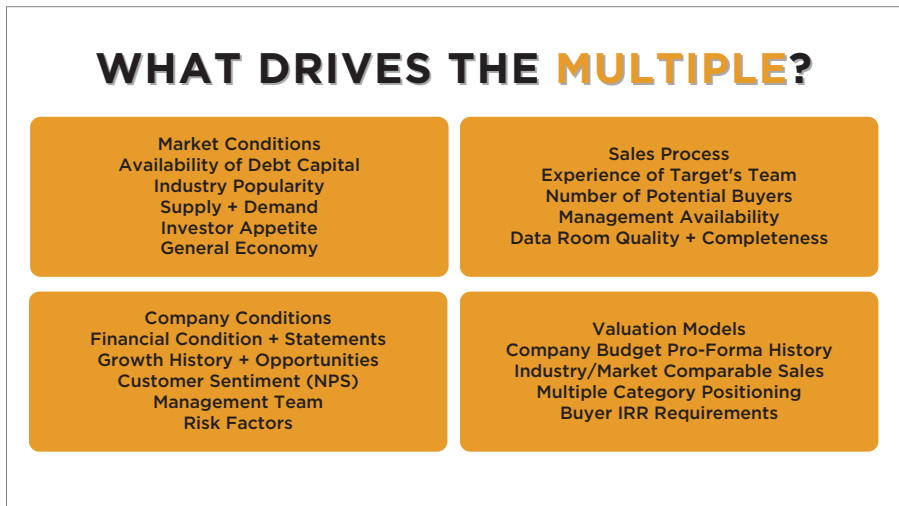 WHAT DRIVES THE MULTIPLE?
Market Conditions
Availability of Debt Capital
Industry Popularity
Supply + Demand
Investor Appetite
General Economy
Sales Process
Experience of Target's Team
Number of Potential Buyers
Management Availability
Data Room Quality + Completeness
Company Conditions
Financial Condition + Statements
Growth History + Opportunities
Customer Sentiment (NPS)
Management Team
Risk Factors
Valuation Models
Company Budget Pro-Forma History
Industry/Market Comparable Sales
Multiple Category Positioning
Buyer IRR Requirements